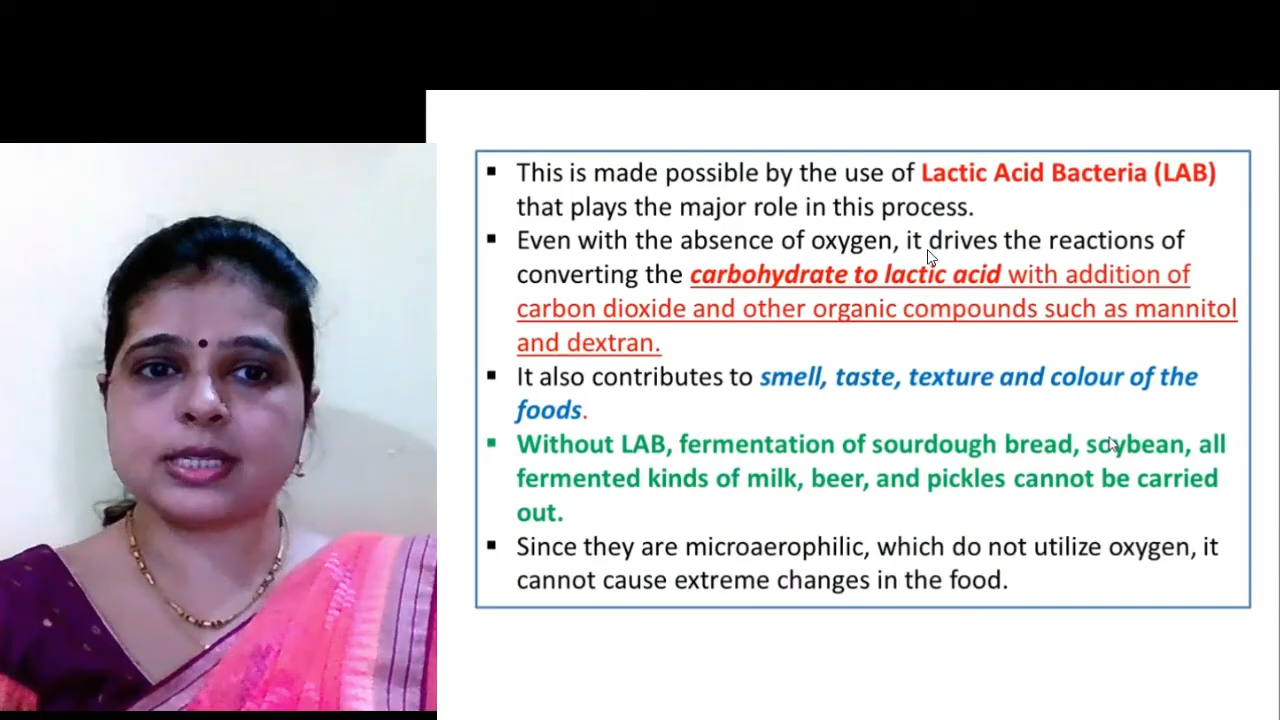 ▪ This is made possible by the use of Lactic Acid Bacteria (LAB)
that plays the major role in this process.
▪ Even with the absence of oxygen, it drives the reactions of
converting the carbohydrate to lactic acid with addition of
carbon dioxide and other organic compounds such as mannitol
and dextran.
▪ It also contributes to smell, taste, texture and colour of the
foods.
▪ Without LAB, fermentation of sourdough bread, soybean, all
fermented kinds of milk, beer, and pickles cannot be carried
out.
▪ Since they are microaerophilic, which do not utilize oxygen, it
cannot cause extreme changes in the food.